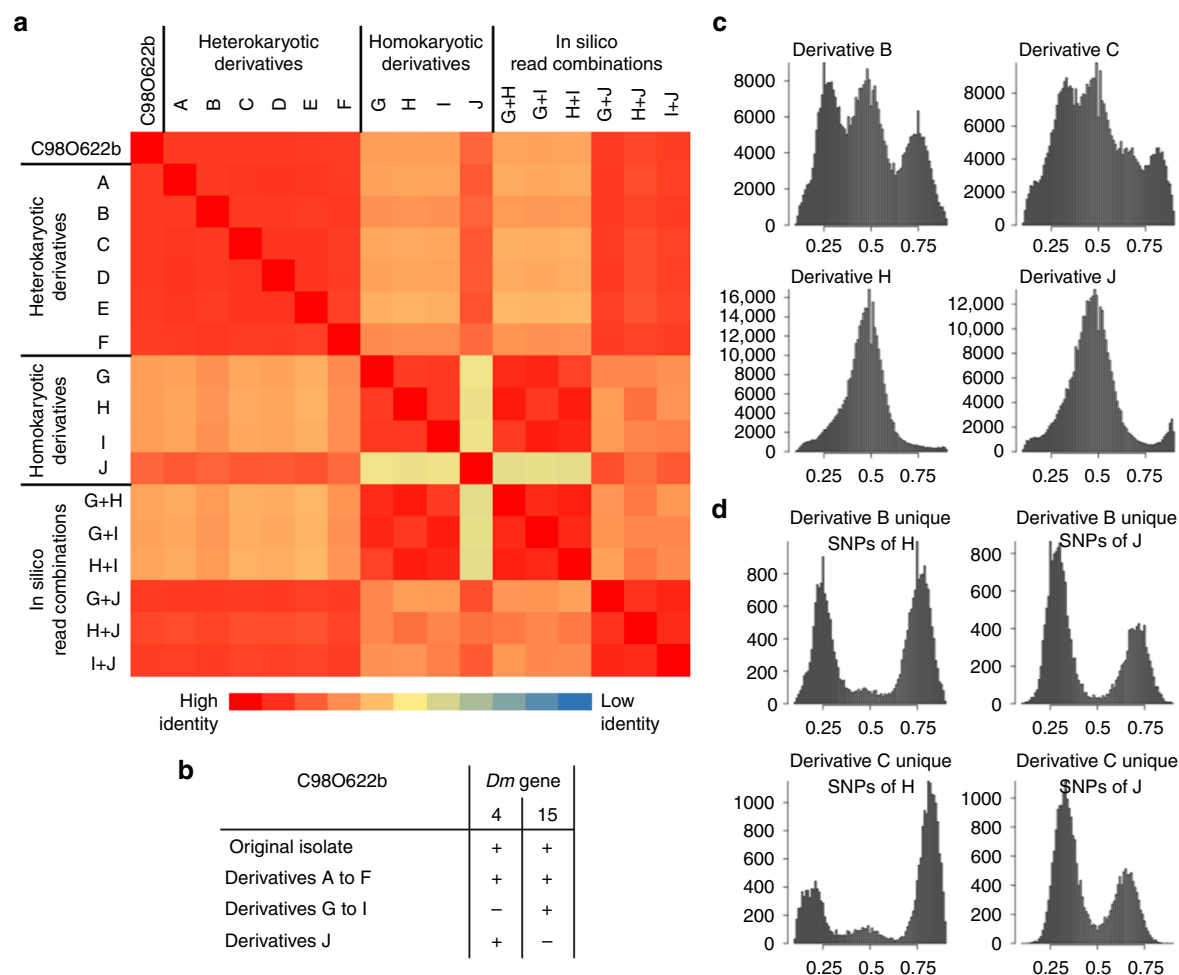 a
C98O622b
Heterokaryotic
derivatives
Homokaryotic
derivatives
In silico
read combinations
A B C D E F G H I J G+H G+I H+I G+J H+J I+J
C98O622b
Heterokaryotic
derivatives
A
B
C
D
E
F
Homokaryotic
derivatives
G
H
I
J
In silico
read combinations
G+H
G+I
H+I
G+J
H+J
I+J
High
identity
Low
identity
b
C98O622b Dm gene
4 15
Original isolate + +
Derivatives A to F + +
Derivatives G to I − +
Derivatives J + −
c
Derivative B
8000
6000
4000
2000
0
0.25 0.5 0.75
Derivative C
8000
6000
4000
2000
0
0.25 0.5 0.75
Derivative H
16,000
14,000
12,000
10,000
8000
6000
4000
2000
0
0.25 0.5 0.75
Derivative J
12,000
10,000
8000
6000
4000
2000
0
0.25 0.5 0.75
d
Derivative B unique
SNPs of H
800
600
400
200
0
0.25 0.5 0.75
Derivative B unique
SNPs of J
800
600
400
200
0
0.25 0.5 0.75
Derivative C unique
SNPs of H
1000
800
600
400
200
0
0.25 0.5 0.75
Derivative C unique
SNPs of J
1000
800
600
400
200
0
0.25 0.5 0.75